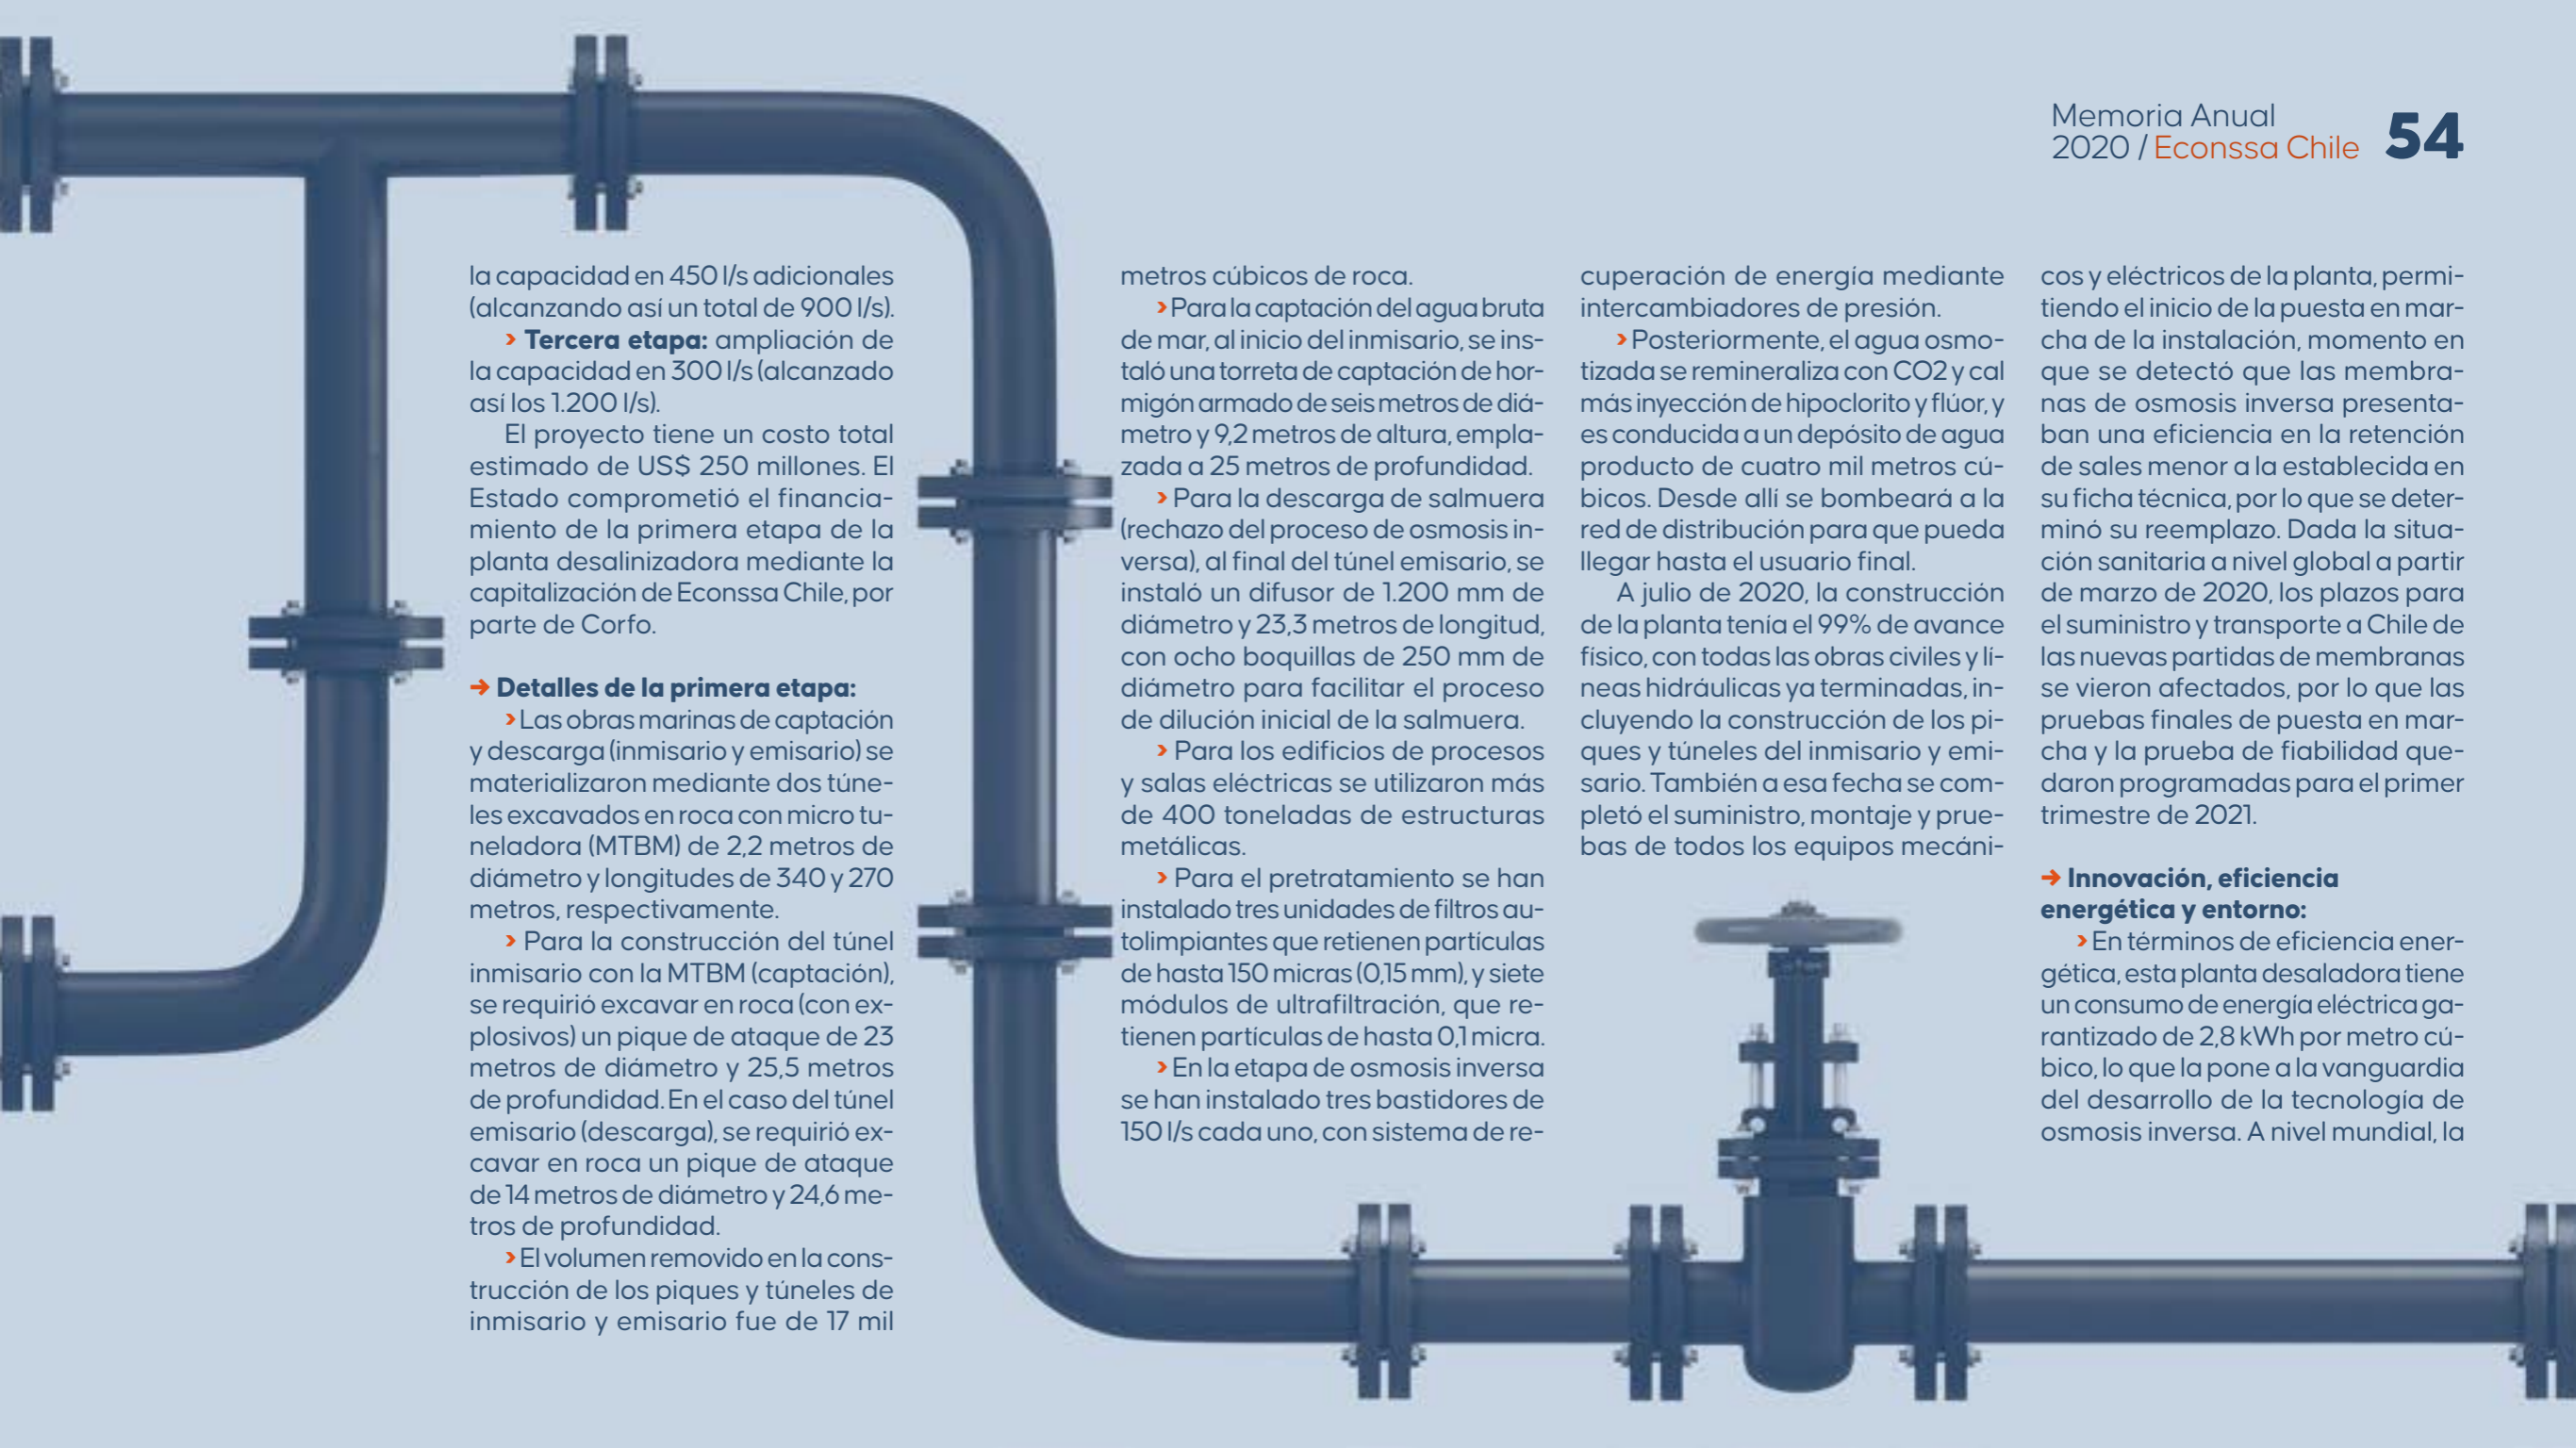 Memoria Anual
2020 / Econssa Chile 54
la capacidad en 450 l/s adicionales
(alcanzando así un total de 900 l/s).
› Tercera etapa: ampliación de
la capacidad en 300 l/s (alcanzado
así los 1.200 l/s).
El proyecto tiene un costo total
estimado de US$ 250 millones. El
Estado comprometió el financia-
miento de la primera etapa de la
planta desalinizadora mediante la
capitalización de Econssa Chile, por
parte de Corfo.
→ Detalles de la primera etapa:
› Las obras marinas de captación
y descarga (inmisario y emisario) se
materializaron mediante dos túne-
les excavados en roca con micro tu-
neladora (MTBM) de 2,2 metros de
diámetro y longitudes de 340 y 270
metros, respectivamente.
› Para la construcción del túnel
inmisario con la MTBM (captación),
se requirió excavar en roca (con ex-
plosivos) un pique de ataque de 23
metros de diámetro y 25,5 metros
de profundidad. En el caso del túnel
emisario (descarga), se requirió ex-
cavar en roca un pique de ataque
de 14 metros de diámetro y 24,6 me-
tros de profundidad.
› El volumen removido en la cons-
trucción de los piques y túneles de
inmisario y emisario fue de 17 mil
metros cúbicos de roca.
› Para la captación del agua bruta
de mar, al inicio del inmisario, se ins-
taló una torreta de captación de hor-
migón armado de seis metros de diá-
metro y 9,2 metros de altura, empla-
zada a 25 metros de profundidad.
› Para la descarga de salmuera
(rechazo del proceso de osmosis in-
versa), al final del túnel emisario, se
instaló un difusor de 1.200 mm de
diámetro y 23,3 metros de longitud,
con ocho boquillas de 250 mm de
diámetro para facilitar el proceso
de dilución inicial de la salmuera.
› Para los edificios de procesos
y salas eléctricas se utilizaron más
de 400 toneladas de estructuras
metálicas.
› Para el pretratamiento se han
instalado tres unidades de filtros au-
tolimpiantes que retienen partículas
de hasta 150 micras (0,15 mm), y siete
módulos de ultrafiltración, que re-
tienen partículas de hasta 0,1 micra.
› En la etapa de osmosis inversa
se han instalado tres bastidores de
150 l/s cada uno, con sistema de re-
cuperación de energía mediante
intercambiadores de presión.
› Posteriormente, el agua osmo-
tizada se remineraliza con CO2 y cal
más inyección de hipoclorito y flúor, y
es conducida a un depósito de agua
producto de cuatro mil metros cú-
bicos. Desde allí se bombeará a la
red de distribución para que pueda
llegar hasta el usuario final.
A julio de 2020, la construcción
de la planta tenía el 99% de avance
físico, con todas las obras civiles y lí-
neas hidráulicas ya terminadas, in-
cluyendo la construcción de los pi-
ques y túneles del inmisario y emi-
sario. También a esa fecha se com-
pletó el suministro, montaje y prue-
bas de todos los equipos mecáni-
cos y eléctricos de la planta, permi-
tiendo el inicio de la puesta en mar-
cha de la instalación, momento en
que se detectó que las membra-
nas de osmosis inversa presenta-
ban una eficiencia en la retención
de sales menor a la establecida en
su ficha técnica, por lo que se deter-
minó su reemplazo. Dada la situa-
ción sanitaria a nivel global a partir
de marzo de 2020, los plazos para
el suministro y transporte a Chile de
las nuevas partidas de membranas
se vieron afectados, por lo que las
pruebas finales de puesta en mar-
cha y la prueba de fiabilidad que-
daron programadas para el primer
trimestre de 2021.
→ Innovación, eficiencia
energética y entorno:
› En términos de eficiencia ener-
gética, esta planta desaladora tiene
un consumo de energía eléctrica ga-
rantizado de 2,8 kWh por metro cú-
bico, lo que la pone a la vanguardia
del desarrollo de la tecnología de
osmosis inversa. A nivel mundial, la